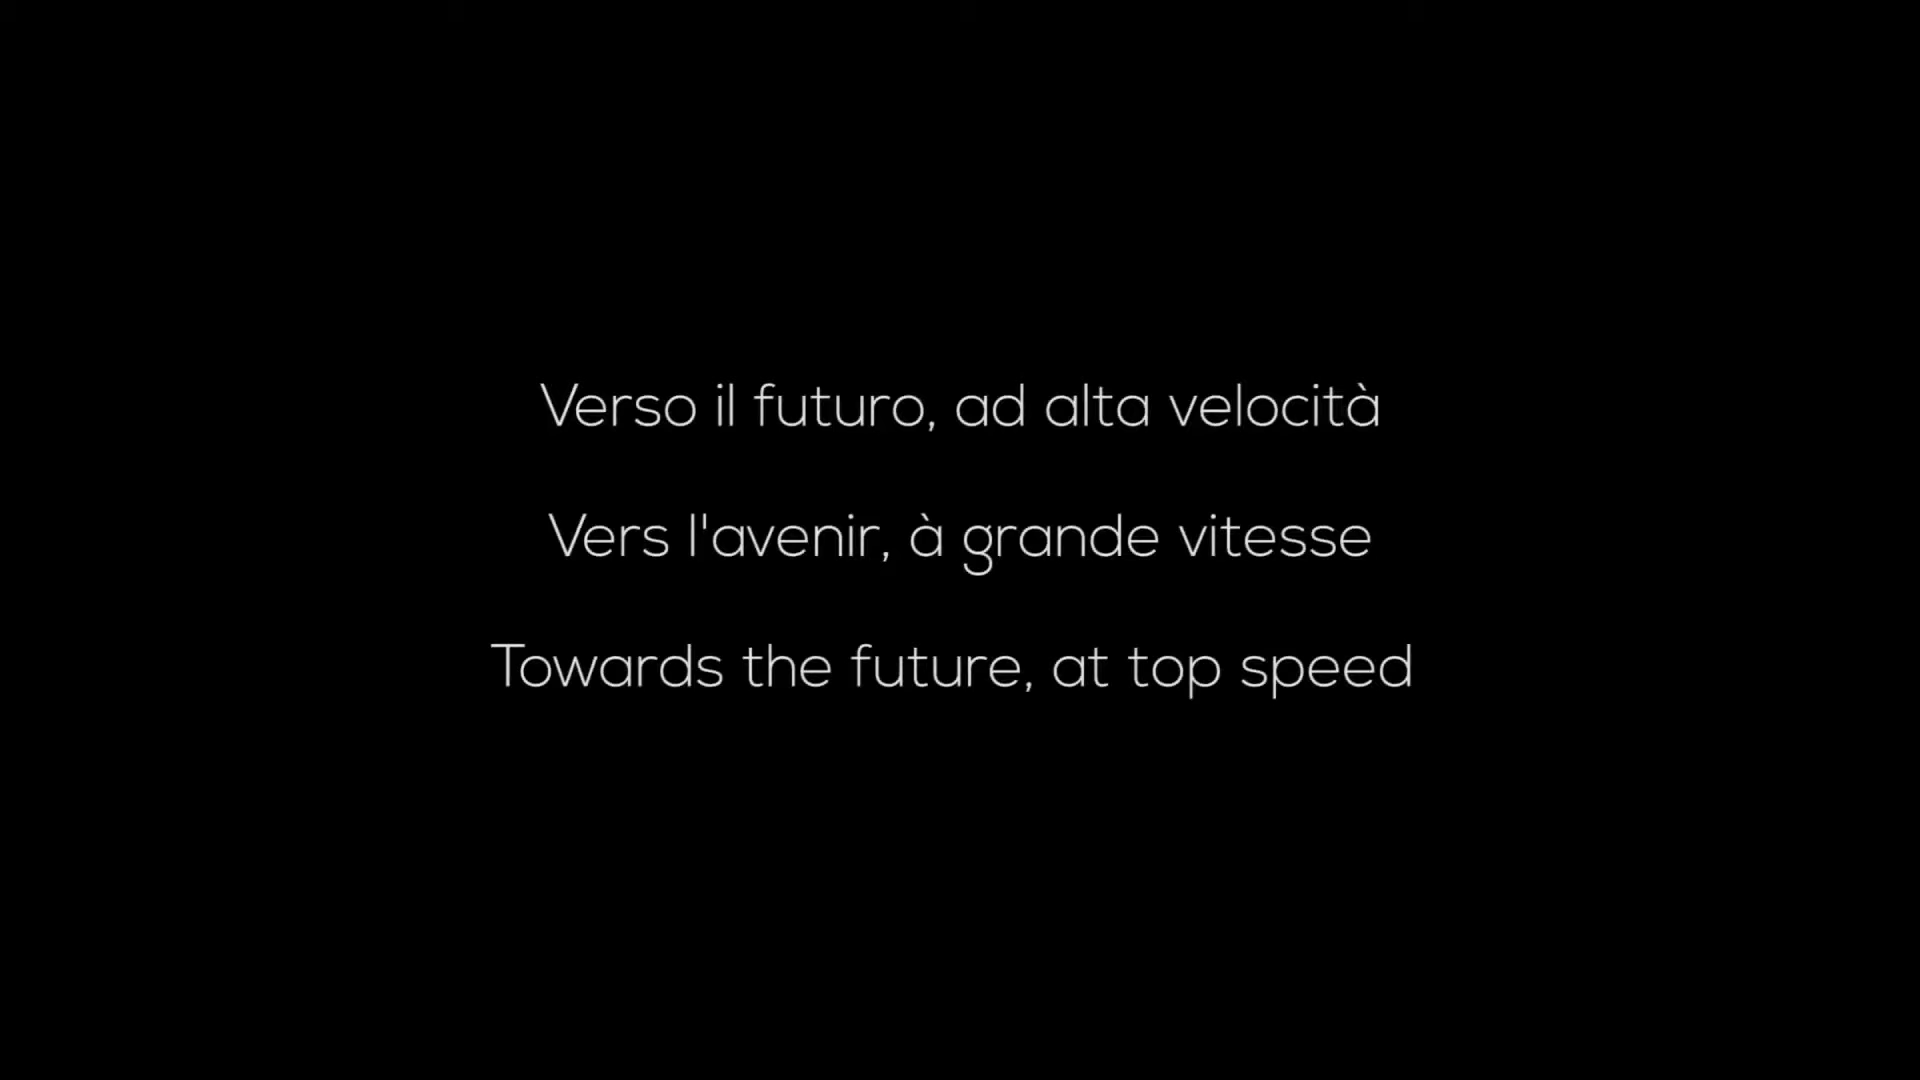 Verso il futuro, ad alta velocità
Vers l'avenir, à grande vitesse
Towards the future, at top speed